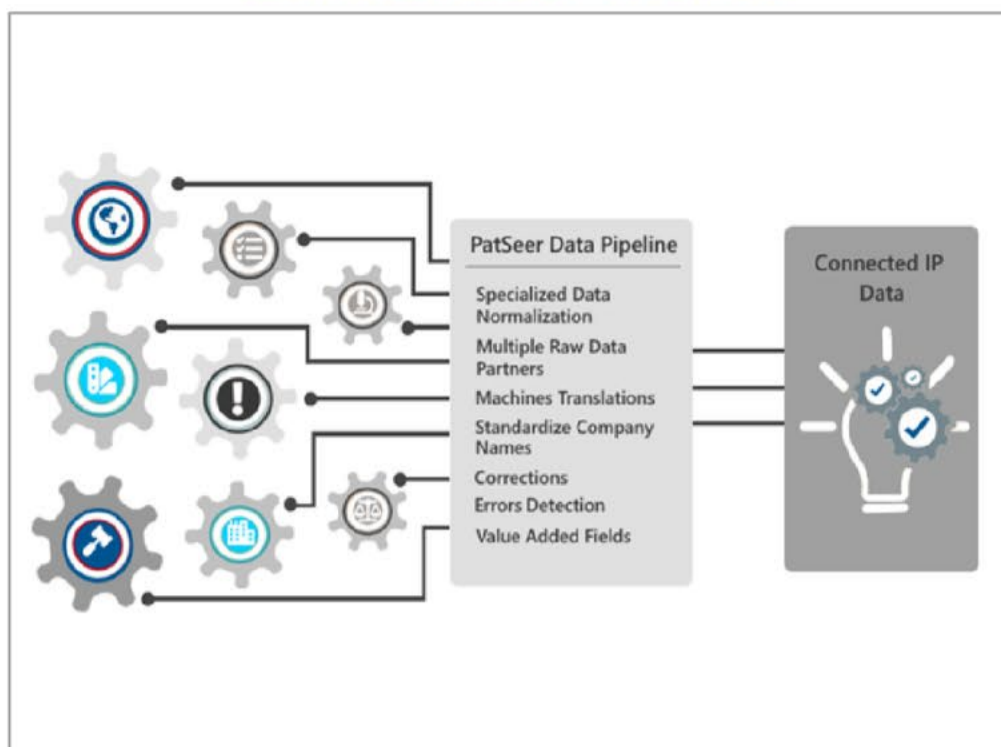 PatSeer Data Pipeline
Specialized Data
Normalization
Multiple Raw Data
Partners
Machines Translations
Standardize Company
Names
Corrections
Errors Detection
Value Added Fields
Connected IP
Data